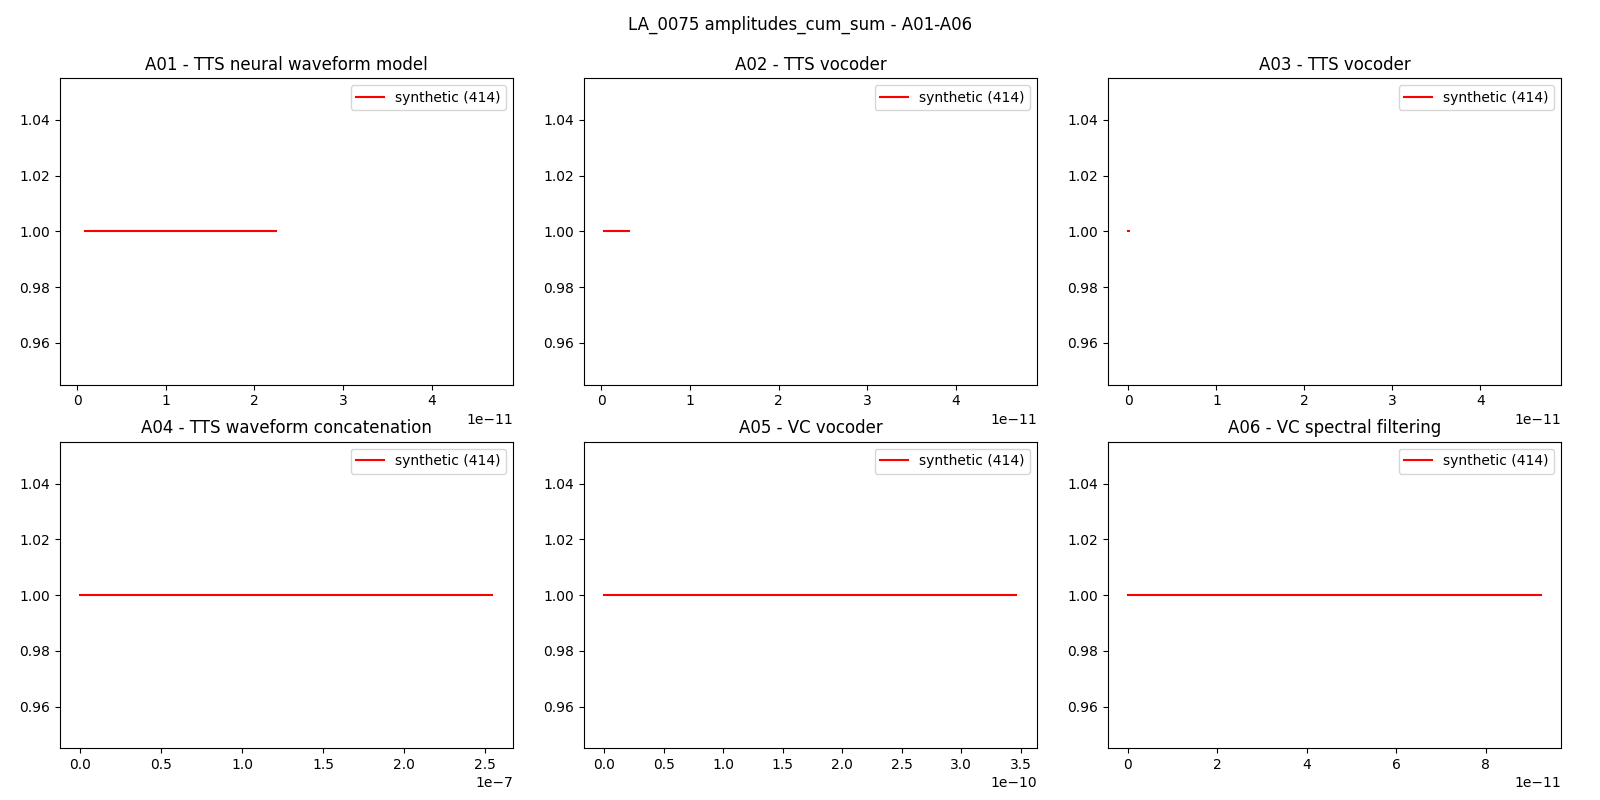 LA_0075 amplitudes_cum_sum - A01-A06
A01 - TTS neural waveform model
synthetic (414)
1.04
1.02
1.00
0.98
0.96
0 1 2 3 4
1e−11
A02 - TTS vocoder
synthetic (414)
1.04
1.02
1.00
0.98
0.96
0 1 2 3 4
1e−11
A03 - TTS vocoder
synthetic (414)
1.04
1.02
1.00
0.98
0.96
0 1 2 3 4
1e−11
A04 - TTS waveform concatenation
synthetic (414)
1.04
1.02
1.00
0.98
0.96
0.0 0.5 1.0 1.5 2.0 2.5
1e−7
A05 - VC vocoder
synthetic (414)
1.04
1.02
1.00
0.98
0.96
0.0 0.5 1.0 1.5 2.0 2.5 3.0 3.5
1e−10
A06 - VC spectral filtering
synthetic (414)
1.04
1.02
1.00
0.98
0.96
0 2 4 6 8
1e−11